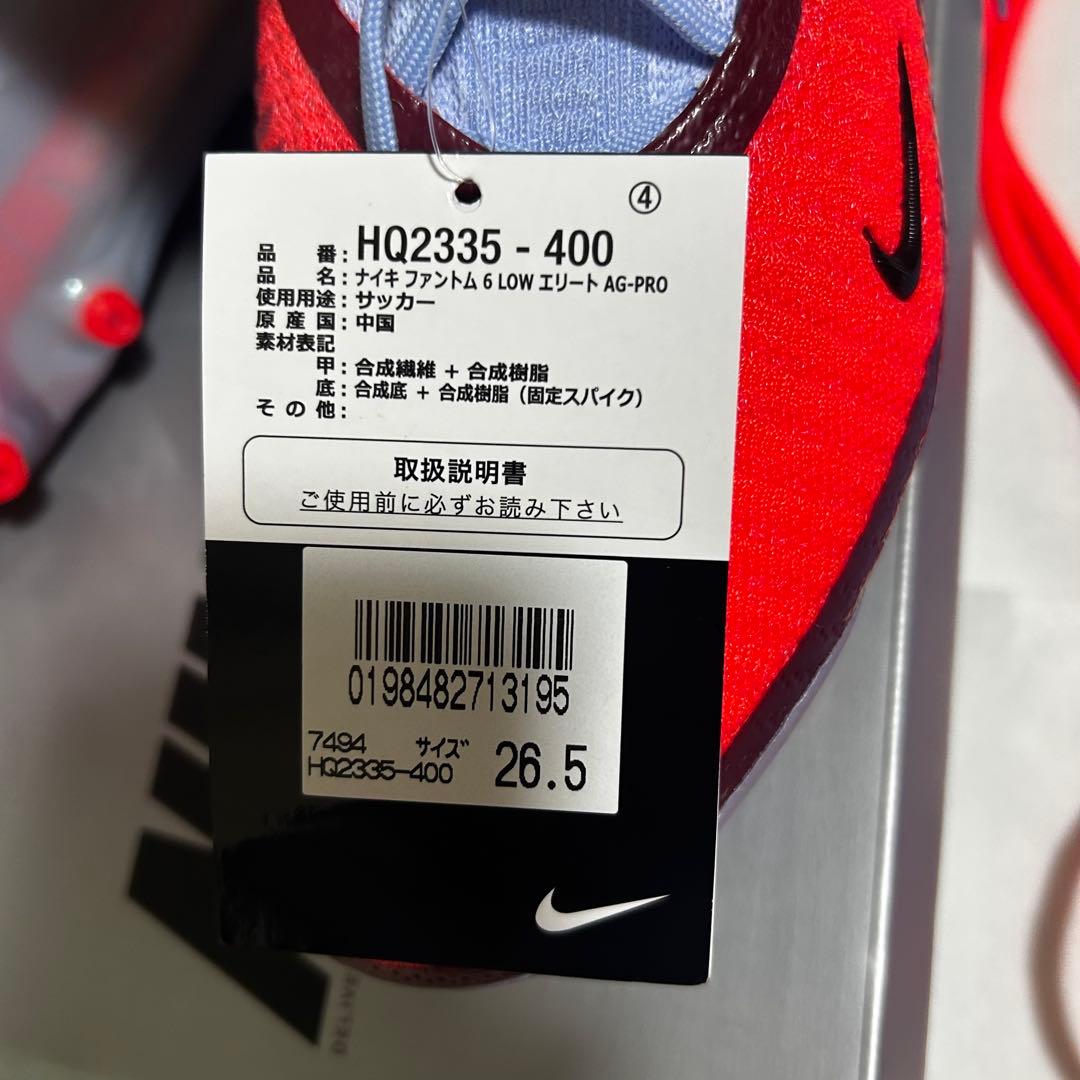 ④
品 番 : HQ2335 - 400
品 名 : ナイキ ファントム 6 LOW エリート AG-PRO
使用用途 : サッカー
原産国 : 中国
素材表記
甲 : 合成繊維 + 合成樹脂
底 : 合成底 + 合成樹脂（固定スパイク）
その他 :
取扱説明書
ご使用前に必ずお読み下さい
0198482713195
7494 サイズ 26.5
HQ2335-400